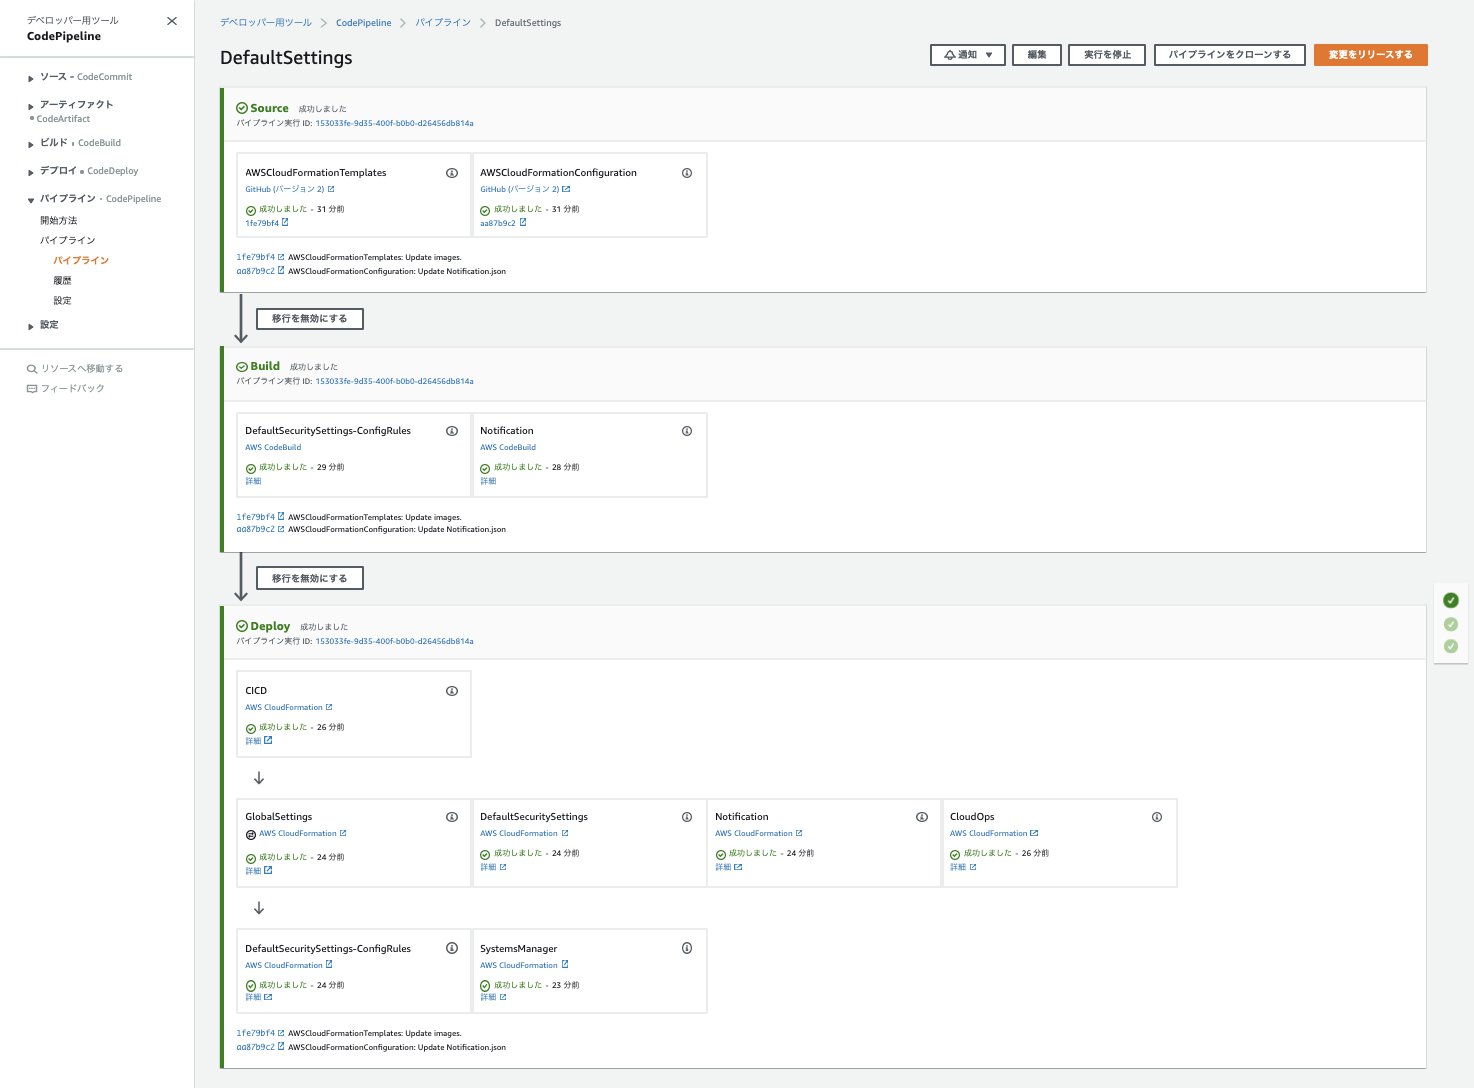 デベロッパー用ツール
CodePipeline
ソース • CodeCommit
アーティファクト
• CodeArtifact
ビルド • CodeBuild
デプロイ • CodeDeploy
パイプライン • CodePipeline
開始方法
パイプライン
パイプライン
履歴
設定
設定
リソースへ移動する
フィードバック
デベロッパー用ツール > CodePipeline > パイプライン > DefaultSettings
DefaultSettings
通知 ▼ 編集 実行を停止 パイプラインをクローンする 変更をリリースする
Source 成功しました
パイプライン実行 ID: 153033fe-9d35-400f-b0b0-d26456db814a
AWSCloudFormationTemplates
GitHub (バージョン 2)
成功しました - 31 分前
1fe79bf4
AWSCloudFormationConfiguration
GitHub (バージョン 2)
成功しました - 31 分前
aa87b9c2
1fe79bf4 AWSCloudFormationTemplates: Update images.
aa87b9c2 AWSCloudFormationConfiguration: Update Notification.json
移行を無効にする
Build 成功しました
パイプライン実行 ID: 153033fe-9d35-400f-b0b0-d26456db814a
DefaultSecuritySettings-ConfigRules
AWS CodeBuild
成功しました - 29 分前
詳細
Notification
AWS CodeBuild
成功しました - 28 分前
詳細
1fe79bf4 AWSCloudFormationTemplates: Update images.
aa87b9c2 AWSCloudFormationConfiguration: Update Notification.json
移行を無効にする
Deploy 成功しました
パイプライン実行 ID: 153033fe-9d35-400f-b0b0-d26456db814a
CICD
AWS CloudFormation
成功しました - 26 分前
詳細
GlobalSettings
AWS CloudFormation
成功しました - 24 分前
詳細
DefaultSecuritySettings
AWS CloudFormation
成功しました - 24 分前
詳細
Notification
AWS CloudFormation
成功しました - 24 分前
詳細
CloudOps
AWS CloudFormation
成功しました - 26 分前
詳細
DefaultSecuritySettings-ConfigRules
AWS CloudFormation
成功しました - 24 分前
詳細
SystemsManager
AWS CloudFormation
成功しました - 23 分前
詳細
1fe79bf4 AWSCloudFormationTemplates: Update images.
aa87b9c2 AWSCloudFormationConfiguration: Update Notification.json